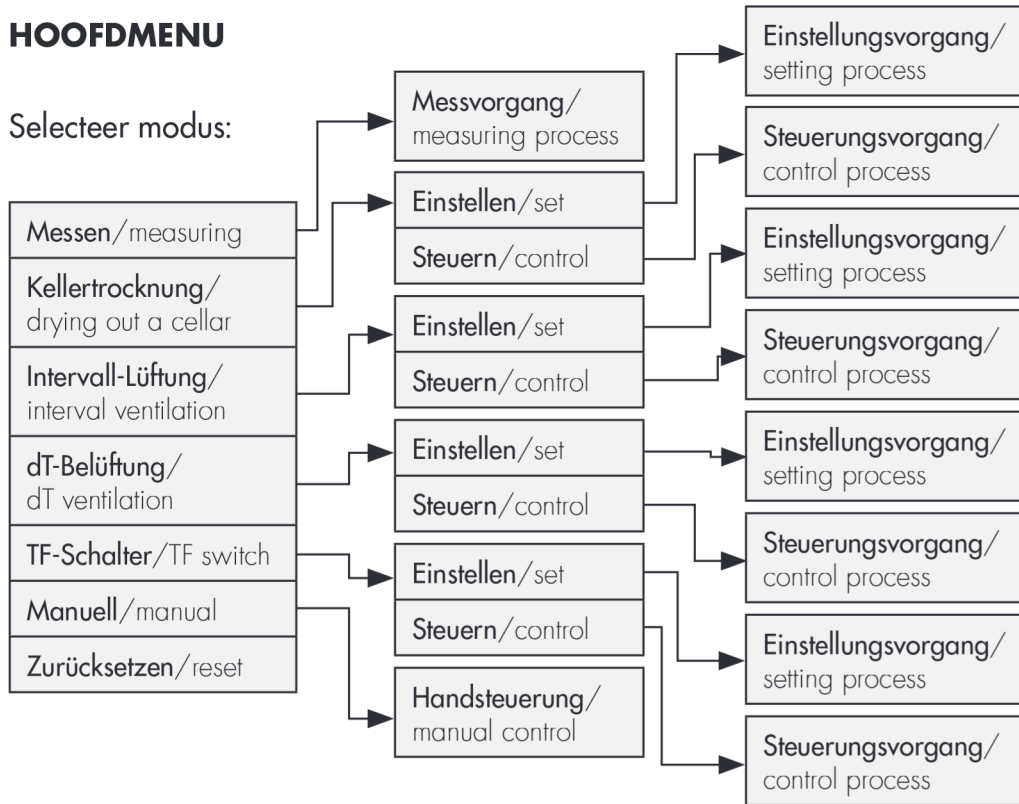 HOOFDMENU
Selecteer modus:
Messen/measuring
Kellertrocknung/
drying out a cellar
Intervall-Lüftung/
interval ventilation
dT-Belüftung/
dT ventilation
TF-Schalter/TF switch
Manuell/manual
Zurücksetzen/reset
Messvorgang/
measuring process
Einstellen/set
Steuern/control
Einstellen/set
Steuern/control
Einstellen/set
Steuern/control
Einstellen/set
Steuern/control
Handsteuerung/
manual control
Einstellungsvorgang/
setting process
Steuerungsvorgang/
control process
Einstellungsvorgang/
setting process
Steuerungsvorgang/
control process
Einstellungsvorgang/
setting process
Steuerungsvorgang/
control process
Einstellungsvorgang/
setting process
Steuerungsvorgang/
control process